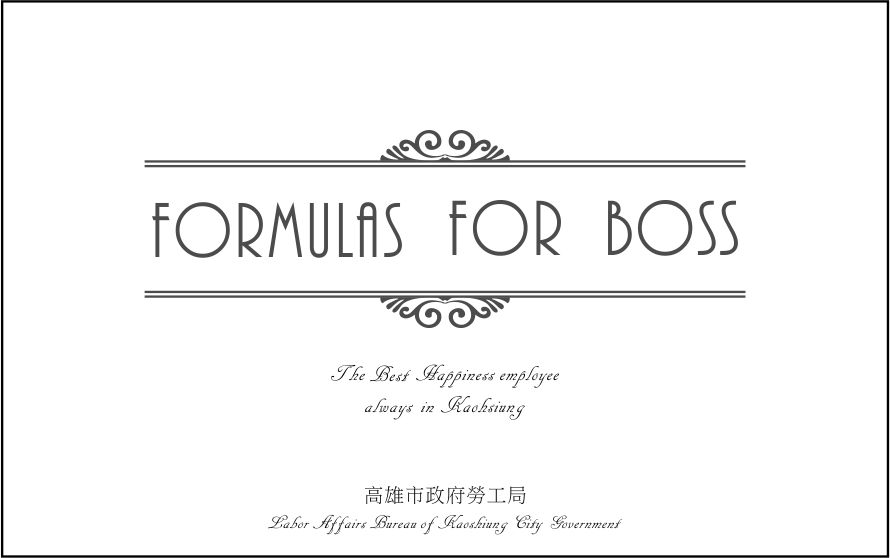 FORMULAS FOR BOSS
The Best Happiness employee
always in Kaohsiung
高雄市政府勞工局
Labor Affairs Bureau of Kaoshiung City Government